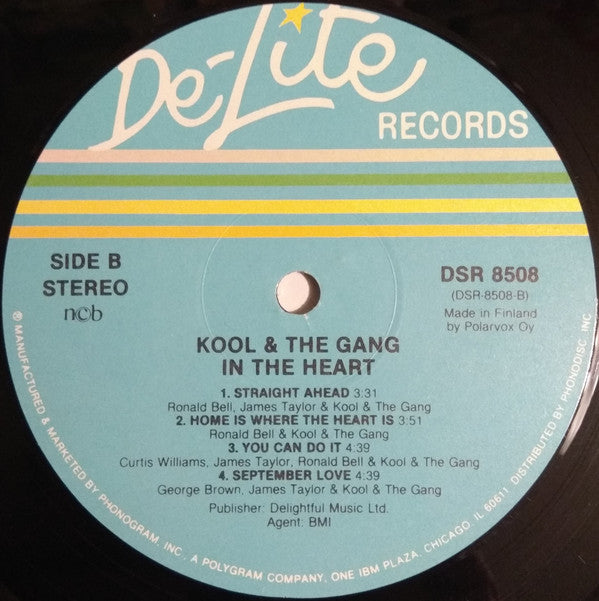 De-Lite
RECORDS
SIDE B
STEREO
ncb
DSR 8508
(DSR-8508-B)
Made in Finland
by Polarvox Oy
KOOL & THE GANG
IN THE HEART
1. STRAIGHT AHEAD 3:31
Ronald Bell, James Taylor & Kool & The Gang
2. HOME IS WHERE THE HEART IS 3:51
Ronald Bell & Kool & The Gang
3. YOU CAN DO IT 4:39
Curtis Williams, James Taylor, Ronald Bell & Kool & The Gang
4. SEPTEMBER LOVE 4:39
George Brown, James Taylor & Kool & The Gang
Publisher: Delightful Music Ltd.
Agent: BMI
℗ MANUFACTURED & MARKETED BY PHONOGRAM, INC., A POLYGRAM COMPANY, ONE IBM PLAZA, CHICAGO, IL 60611. DISTRIBUTED BY PHONODISC, INC